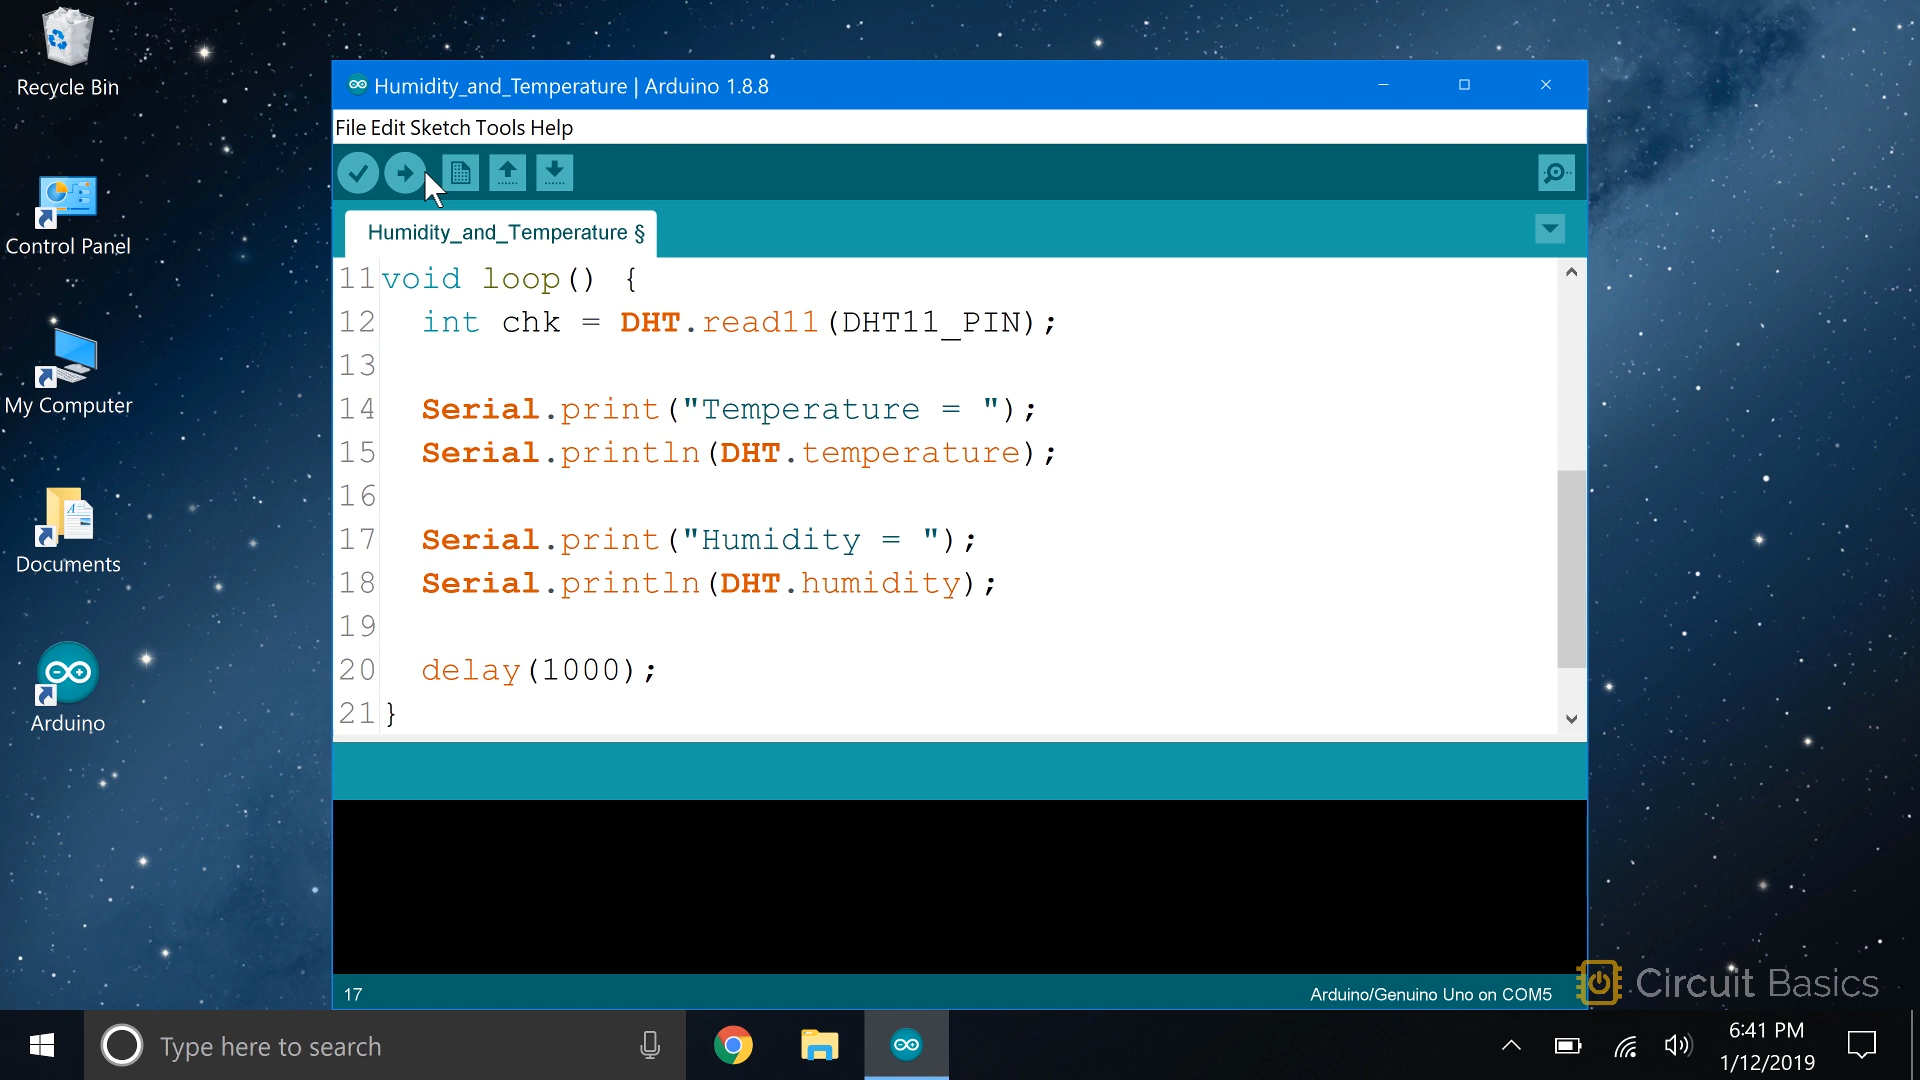 Recycle Bin
Control Panel
My Computer
Documents
Arduino
Humidity_and_Temperature | Arduino 1.8.8
File Edit Sketch Tools Help
Humidity_and_Temperature §
11 void loop() {
12   int chk = DHT.read11(DHT11_PIN);
13
14   Serial.print("Temperature = ");
15   Serial.println(DHT.temperature);
16
17   Serial.print("Humidity = ");
18   Serial.println(DHT.humidity);
19
20   delay(1000);
21 }
17
Arduino/Genuino Uno on COM5
Circuit Basics
Type here to search
6:41 PM
1/12/2019